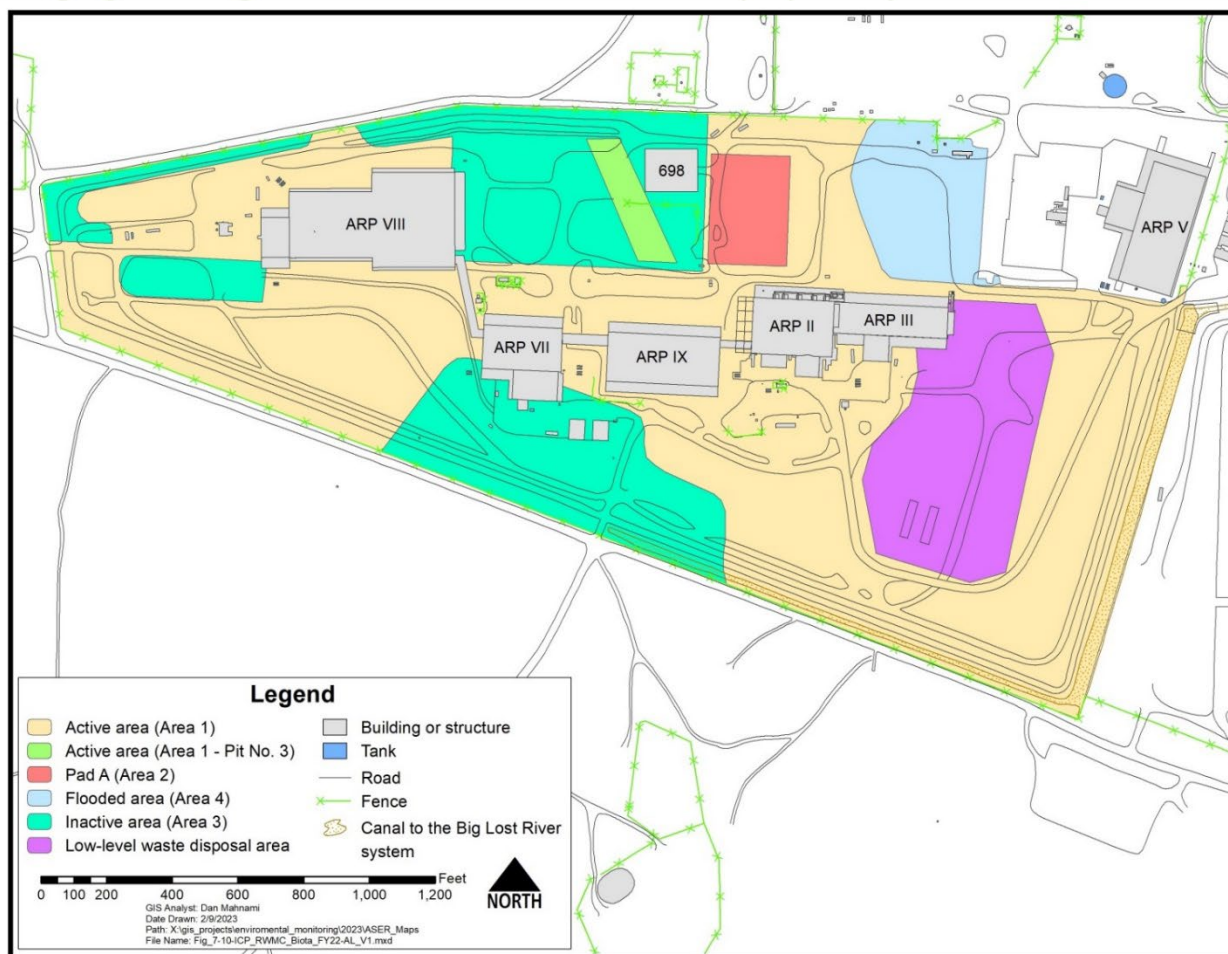 698
ARP VIII
ARP V
ARP II
ARP III
ARP VII
ARP IX
Legend
Active area (Area 1)
Active area (Area 1 - Pit No. 3)
Pad A (Area 2)
Flooded area (Area 4)
Inactive area (Area 3)
Low-level waste disposal area
Building or structure
Tank
Road
Fence
Canal to the Big Lost River
system
Feet
0 100 200 400 600 800 1,000 1,200
NORTH
GIS Analyst: Dan Mahnami
Date Drawn: 2/9/2023
Path: X:\gis_projects\enviromental_monitoring\2023\ASER_Maps
File Name: Fig_7-10-ICP_RWMC_Biota_FY22-AL_V1.mxd